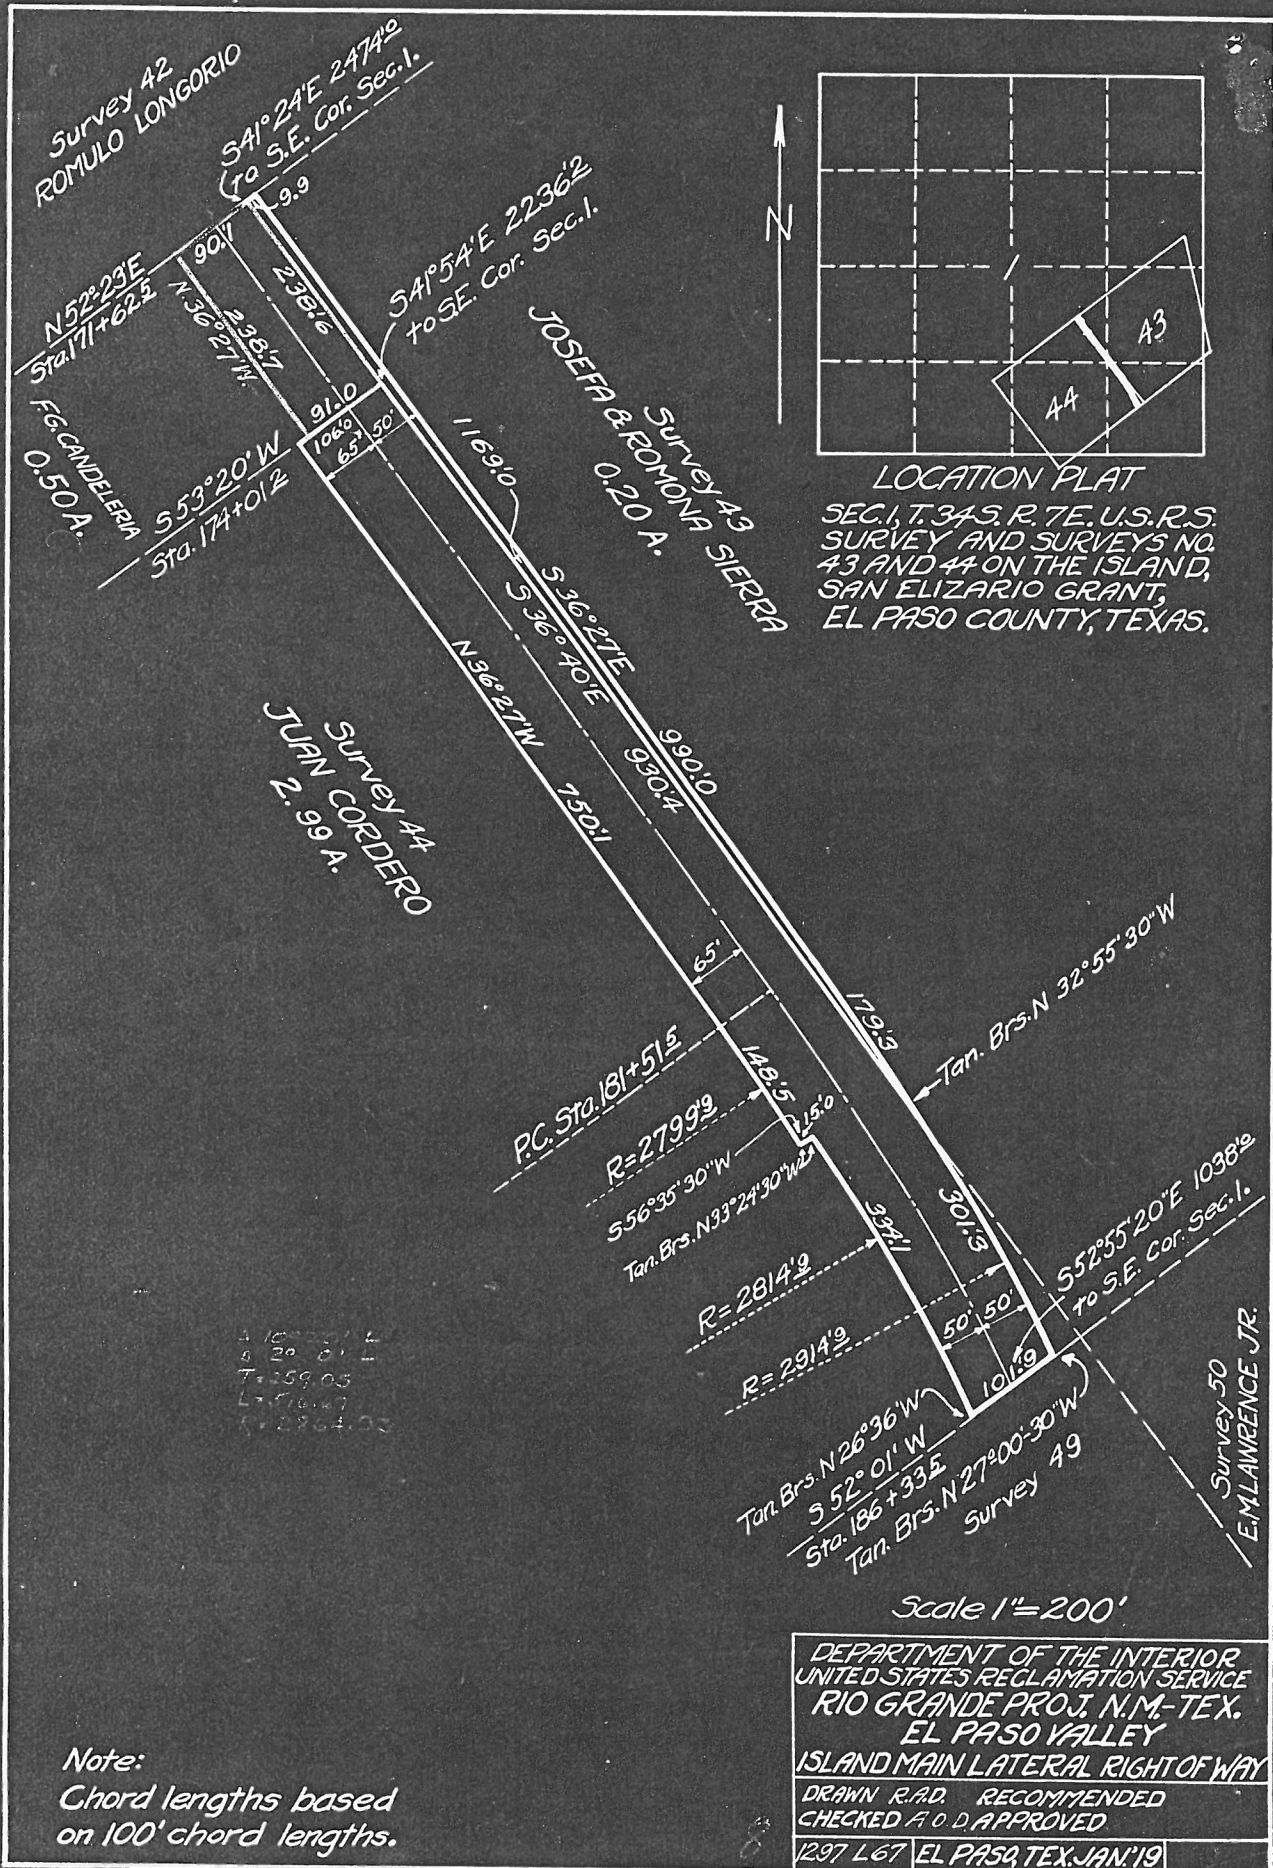 Survey 42
ROMULO LONGORIO
S41°24'E 2474'0
to S.E. Cor. Sec.1.
9.9
90.'1
N52°-23'E
Sta.171+62.5
238.'6
238.'7
N 36°27'W.
S41°54'E 2236'2
to S.E. Cor. Sec.1.
F.G. CANDELERIA
0.50 A.
91.'0
106.'0
65'
50'
S53°20'W
Sta. 174+01.2
1169.'0
Survey 43
JOSEFA & ROMONA SIERRA
0.20 A.
N
43
44
LOCATION PLAT
SEC.1, T.34S. R. 7E. U.S.R.S.
SURVEY AND SURVEYS NO.
43 AND 44 ON THE ISLAND,
SAN ELIZARIO GRANT,
EL PASO COUNTY, TEXAS.
S 36°27'E
S 36°40'E
N36°27'W
990.'0
930.'4
750.'1
Survey 44
JUAN CORDERO
2.99 A.
65'
179.'3
Tan. Brs. N 32°55'30"W
P.C. Sta.181+51.5
148.'5
15.'0
R=2799'9
S56°35'30"W
Tan. Brs. N33°24'30"W
334.'1
301.'3
R=2814'9
R=2914'9
S52°55'20"E 1038'0
to S.E. Cor. Sec.1.
50'
50'
101.'9
Tan. Brs. N26°36'W
S 52°01'W
Sta. 186+33.5
Tan. Brs. N27°00'-30"W
Survey 49
Survey 50
E.M. LAWRENCE JR.
T=259.05
Scale 1"=200'
DEPARTMENT OF THE INTERIOR
UNITED STATES RECLAMATION SERVICE
RIO GRANDE PROJ. N.M.-TEX.
EL PASO VALLEY
ISLAND MAIN LATERAL RIGHT OF WAY
DRAWN R.A.D. RECOMMENDED
CHECKED A.O.D. APPROVED
1297 L67 EL PASO, TEX. JAN'19
Note:
Chord lengths based
on 100' chord lengths.